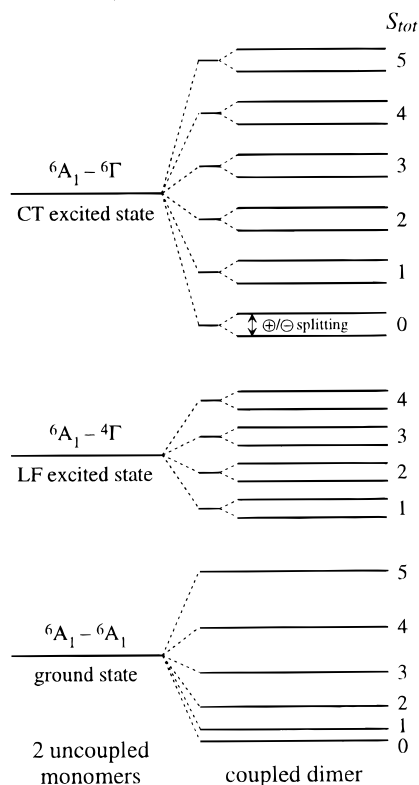 S_tot
5
4
⁶A₁ – ⁶Γ
3
CT excited state
2
1
⊕/⊖ splitting 0
4
⁶A₁ – ⁴Γ
3
LF excited state
2
1
5
⁶A₁ – ⁶A₁
4
ground state
3
2
1
0
2 uncoupled
monomers
coupled dimer